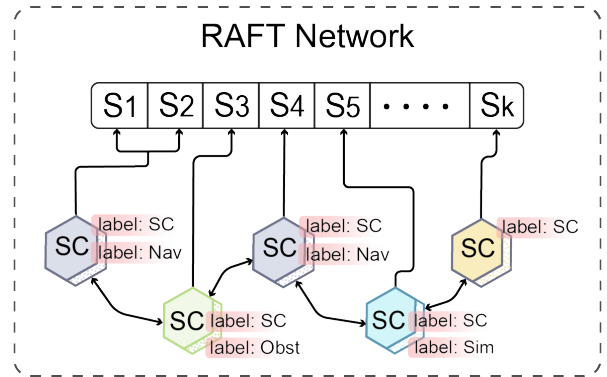 RAFT Network
S1 S2 S3 S4 S5 · · · · Sk
SC
label: SC
label: Nav
SC
label: SC
label: Obst
SC
label: SC
label: Nav
SC
label: SC
label: Sim
SC
label: SC